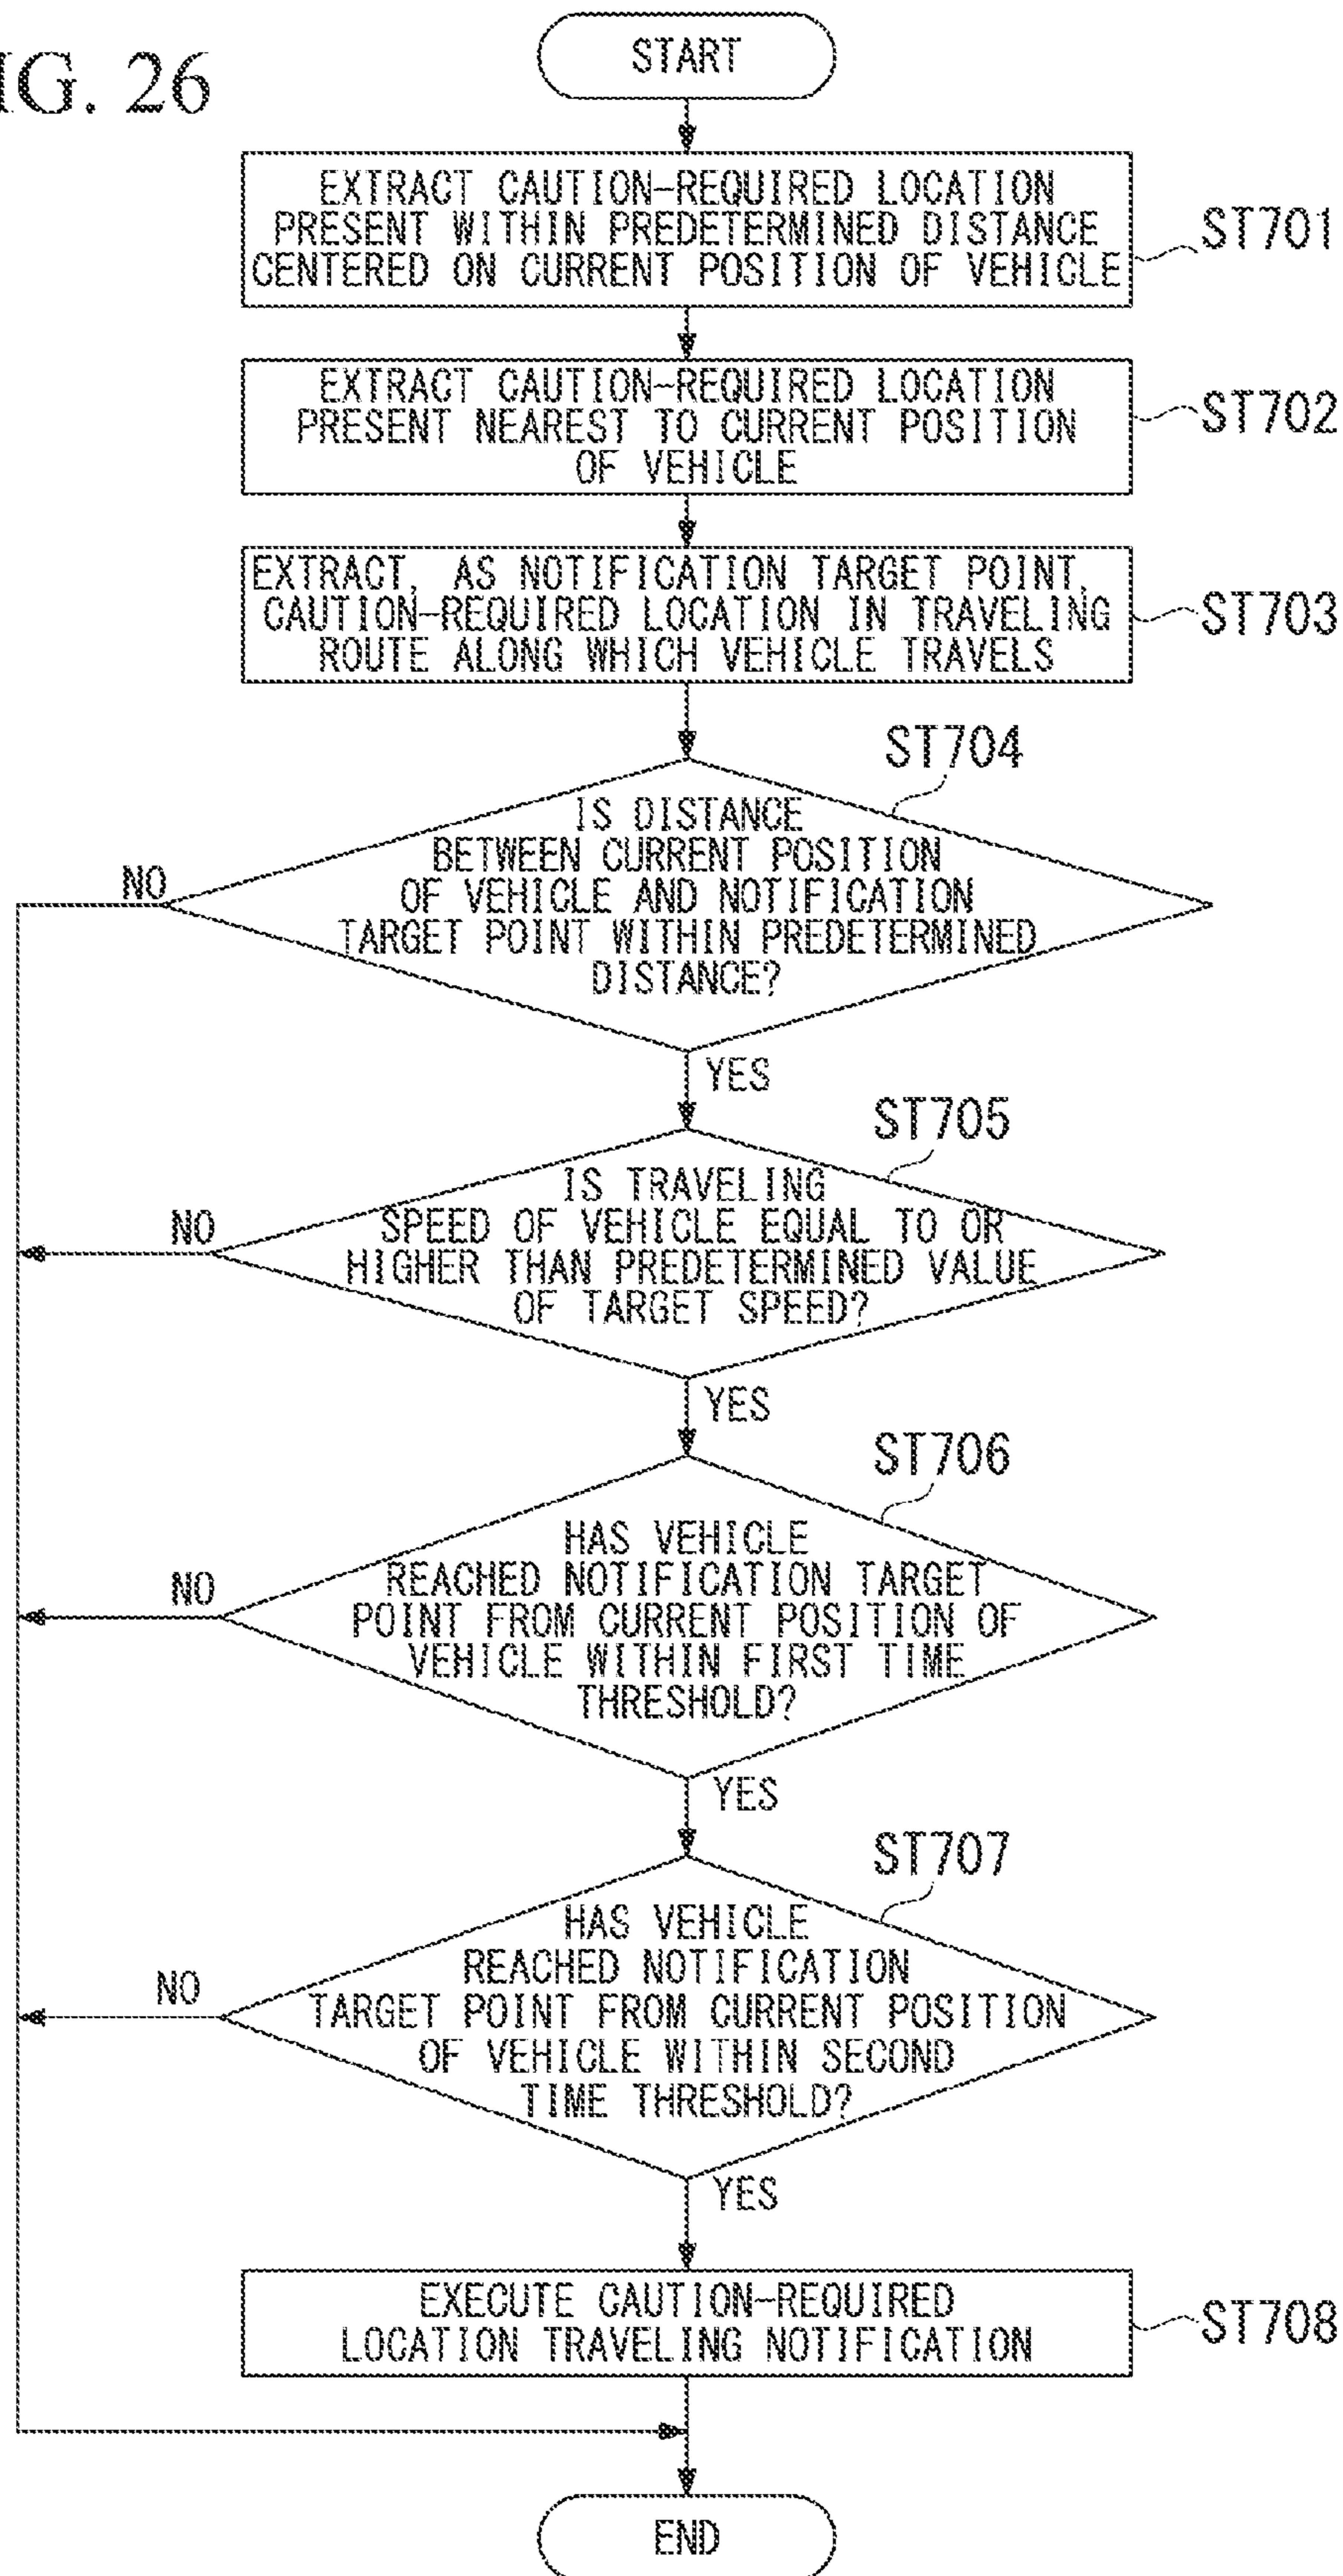 IG. 26
START
EXTRACT CAUTION-REQUIRED LOCATION
PRESENT WITHIN PREDETERMINED DISTANCE
CENTERED ON CURRENT POSITION OF VEHICLE
ST701
EXTRACT CAUTION-REQUIRED LOCATION
PRESENT NEAREST TO CURRENT POSITION
OF VEHICLE
ST702
EXTRACT, AS NOTIFICATION TARGET POINT,
CAUTION-REQUIRED LOCATION IN TRAVELING
ROUTE ALONG WHICH VEHICLE TRAVELS
ST703
ST704
IS DISTANCE
BETWEEN CURRENT POSITION
OF VEHICLE AND NOTIFICATION
TARGET POINT WITHIN PREDETERMINED
DISTANCE?
NO
YES
ST705
IS TRAVELING
SPEED OF VEHICLE EQUAL TO OR
HIGHER THAN PREDETERMINED VALUE
OF TARGET SPEED?
NO
YES
ST706
HAS VEHICLE
REACHED NOTIFICATION TARGET
POINT FROM CURRENT POSITION OF
VEHICLE WITHIN FIRST TIME
THRESHOLD?
NO
YES
ST707
HAS VEHICLE
REACHED NOTIFICATION
TARGET POINT FROM CURRENT POSITION
OF VEHICLE WITHIN SECOND
TIME THRESHOLD?
NO
YES
EXECUTE CAUTION-REQUIRED
LOCATION TRAVELING NOTIFICATION
ST708
END